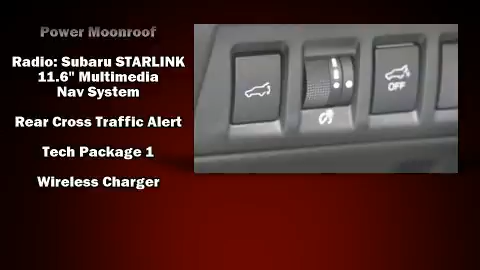 Power Moonroof
Radio: Subaru STARLINK
11.6" Multimedia
Nav System
Rear Cross Traffic Alert
Tech Package 1
Wireless Charger
OFF